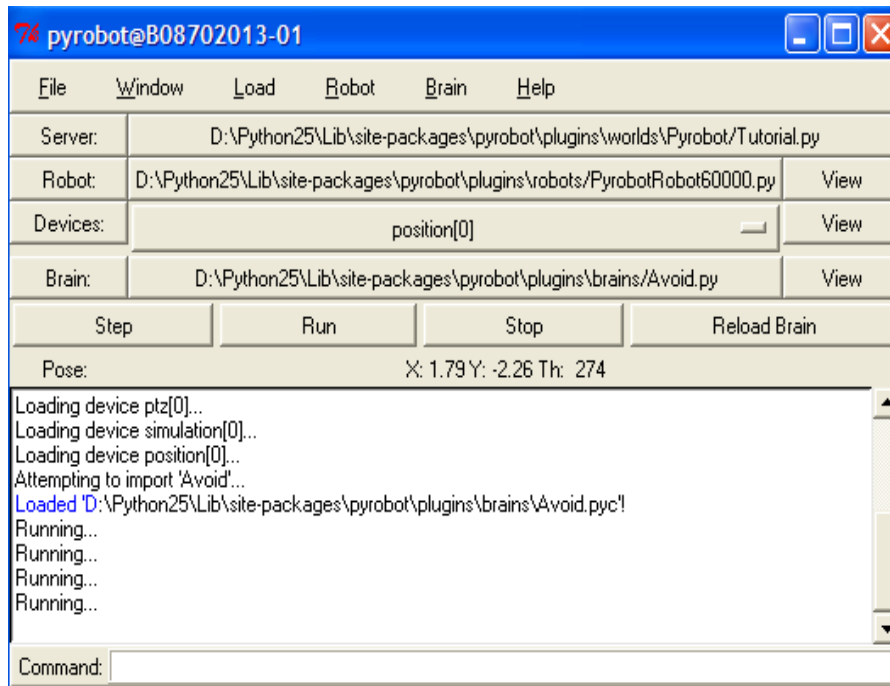 pyrobot@B08702013-01
File Window Load Robot Brain Help
Server: D:\Python25\Lib\site-packages\pyrobot\plugins\worlds\Pyrobot/Tutorial.py
Robot: D:\Python25\Lib\site-packages\pyrobot\plugins\robots/PyrobotRobot60000.py View
Devices: position[0] View
Brain: D:\Python25\Lib\site-packages\pyrobot\plugins\brains/Avoid.py View
Step Run Stop Reload Brain
Pose: X: 1.79 Y: -2.26 Th: 274
Loading device ptz[0]...
Loading device simulation[0]...
Loading device position[0]...
Attempting to import 'Avoid'...
Loaded 'D:\Python25\Lib\site-packages\pyrobot\plugins\brains\Avoid.pyc'!
Running...
Running...
Running...
Running...
Command: